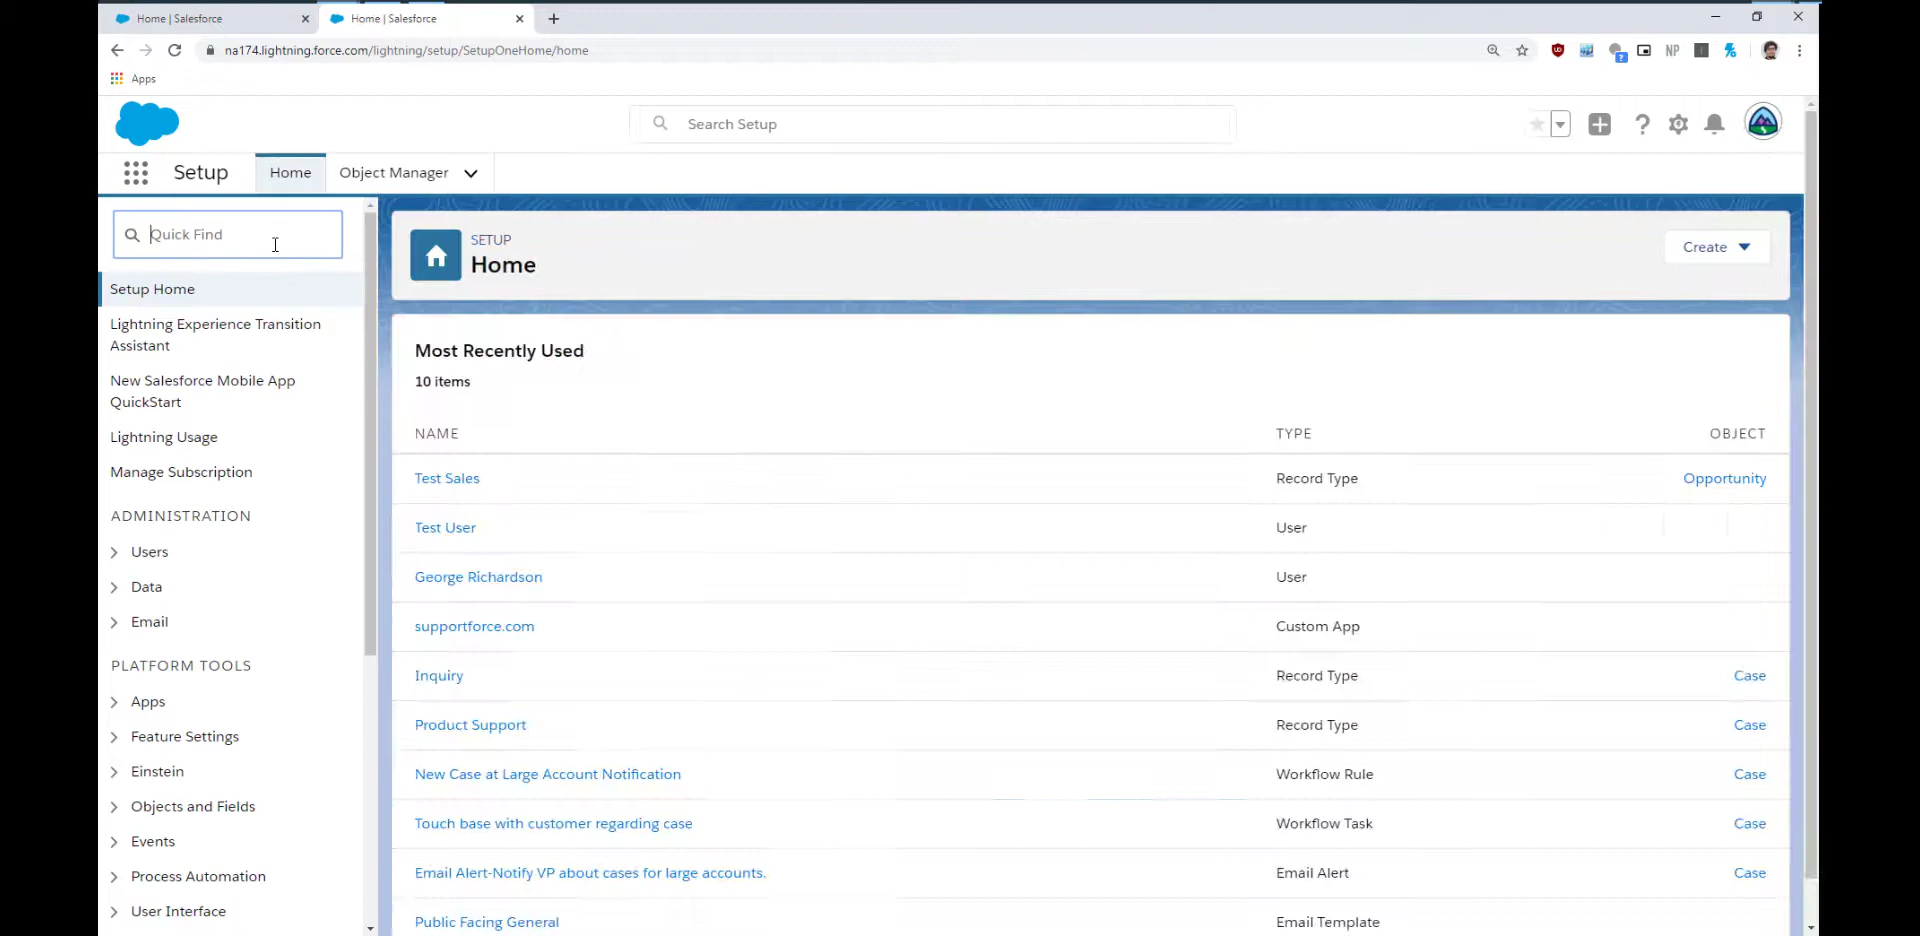 Home | Salesforce
Home | Salesforce
na174.lightning.force.com/lightning/setup/SetupOneHome/home
NP
Apps
Search Setup
Setup
Home
Object Manager
Quick Find
Setup Home
Lightning Experience Transition
Assistant
New Salesforce Mobile App
QuickStart
Lightning Usage
Manage Subscription
ADMINISTRATION
Users
Data
Email
PLATFORM TOOLS
Apps
Feature Settings
Einstein
Objects and Fields
Events
Process Automation
User Interface
SETUP
Home
Create
Most Recently Used
10 items
NAME TYPE OBJECT
Test Sales Record Type Opportunity
Test User User
George Richardson User
supportforce.com Custom App
Inquiry Record Type Case
Product Support Record Type Case
New Case at Large Account Notification Workflow Rule Case
Touch base with customer regarding case Workflow Task Case
Email Alert-Notify VP about cases for large accounts. Email Alert Case
Public Facing General Email Template